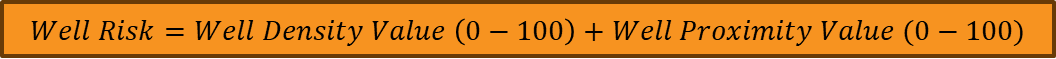 Well Risk = Well Density Value (0 − 100) + Well Proximity Value (0 − 100)